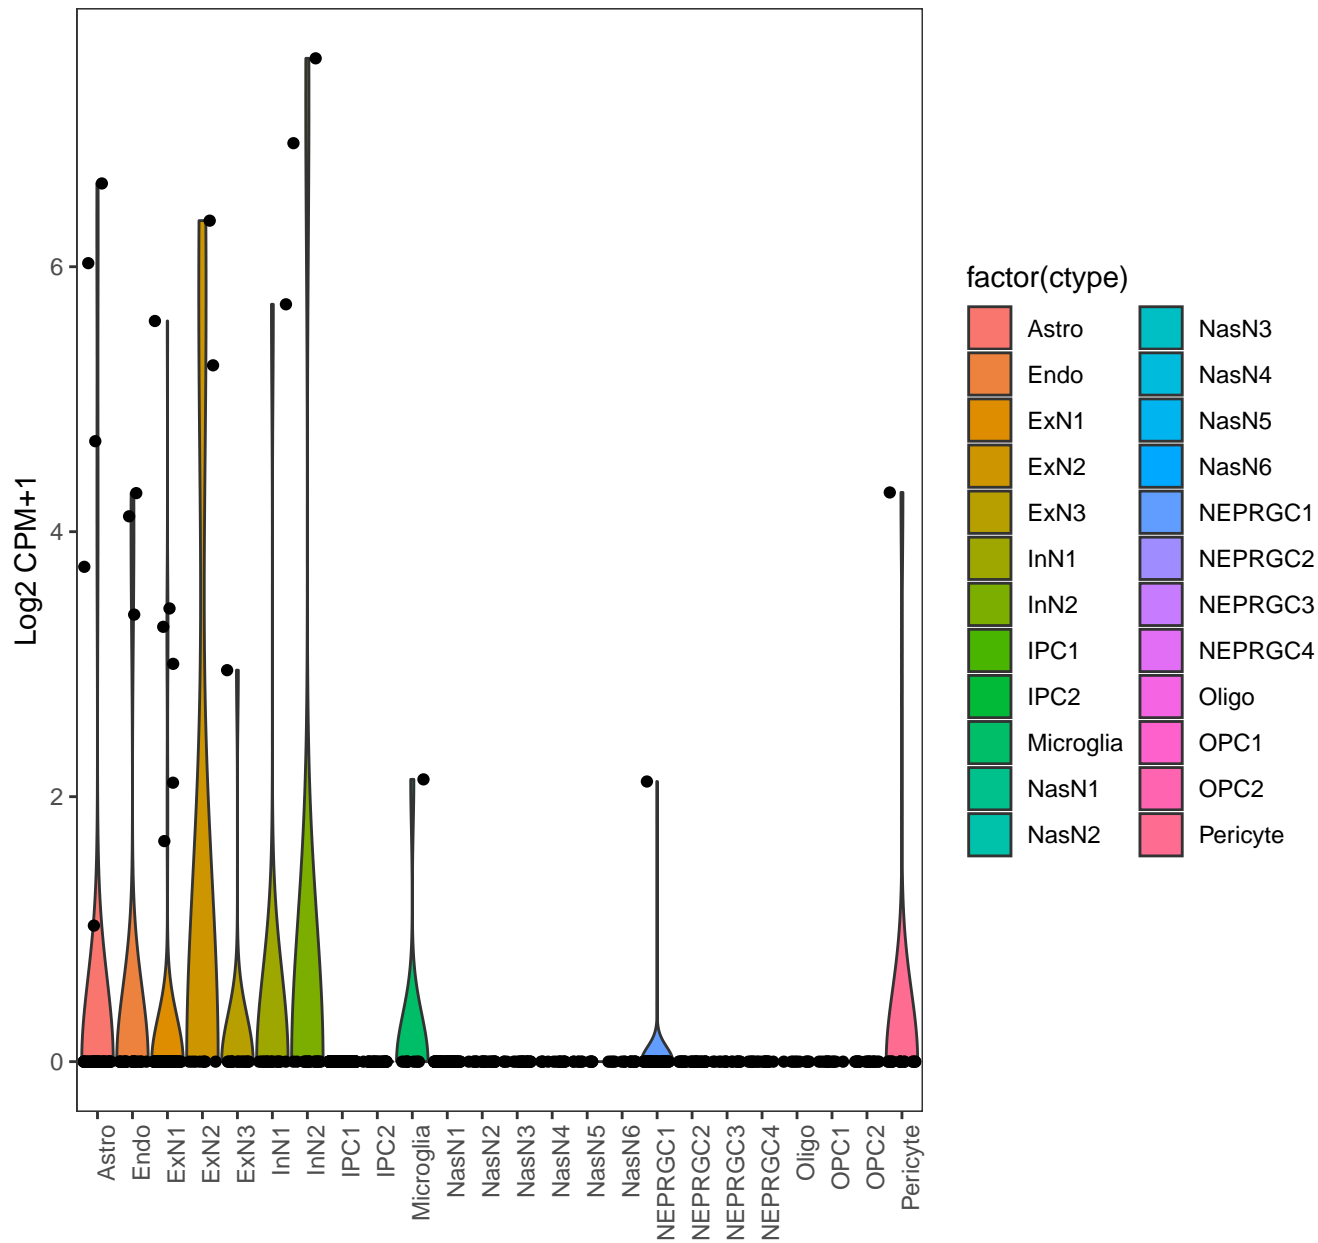 6
4
2
0
Log2 CPM+1
Astro
Endo
ExN1
ExN2
ExN3
InN1
InN2
IPC1
IPC2
Microglia
NasN1
NasN2
NasN3
NasN4
NasN5
NasN6
NEPRGC1
NEPRGC2
NEPRGC3
NEPRGC4
Oligo
OPC1
OPC2
Pericyte
factor(ctype)
Astro
Endo
ExN1
ExN2
ExN3
InN1
InN2
IPC1
IPC2
Microglia
NasN1
NasN2
NasN3
NasN4
NasN5
NasN6
NEPRGC1
NEPRGC2
NEPRGC3
NEPRGC4
Oligo
OPC1
OPC2
Pericyte